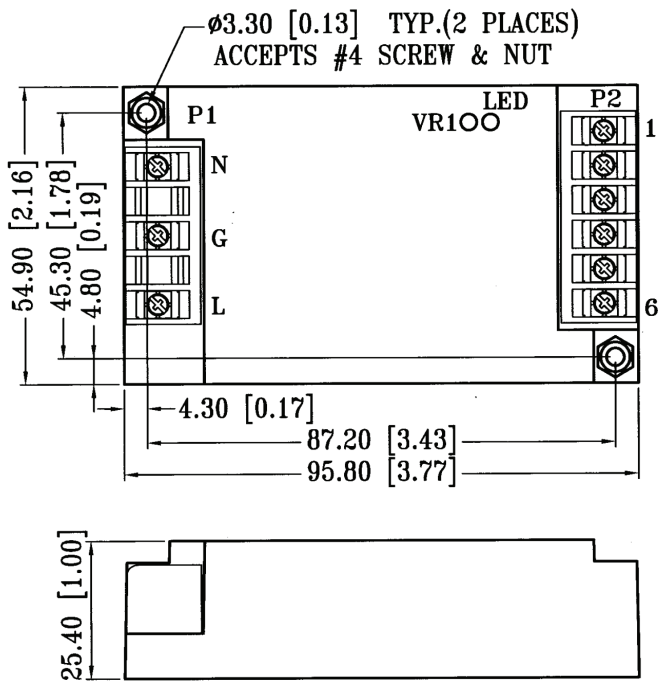 ø3.30 [0.13] TYP.(2 PLACES)
ACCEPTS #4 SCREW & NUT
P1
LED
VR1
P2
1
6
N
G
L
54.90 [2.16]
45.30 [1.78]
4.80 [0.19]
4.30 [0.17]
87.20 [3.43]
95.80 [3.77]
25.40 [1.00]